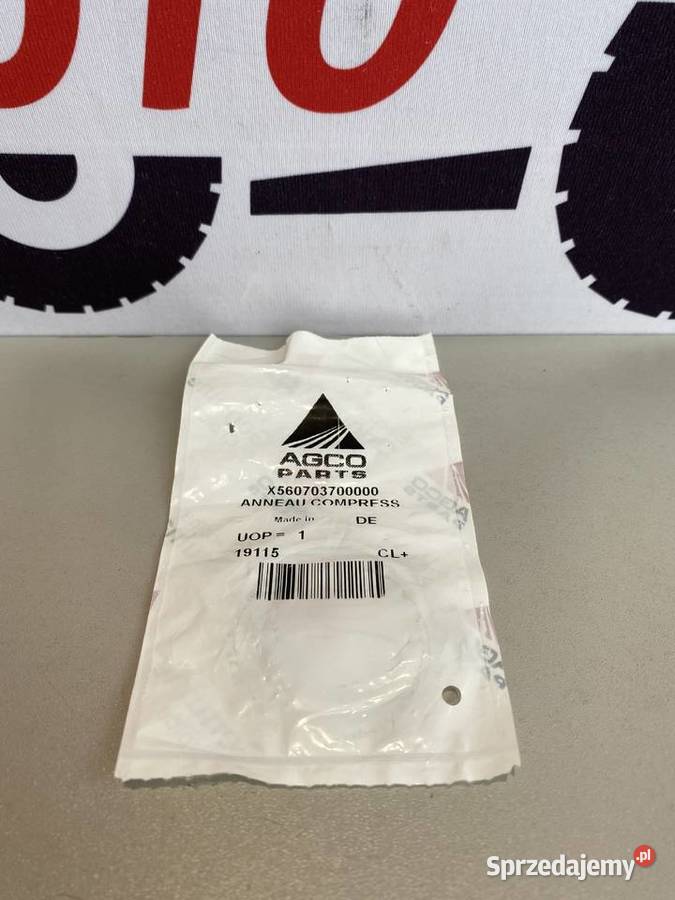 AGCO
PARTS
X560703700000
ANNEAU COMPRESS
Made in DE
UOP = 1
19115 CL+
Sprzedajemy.pl